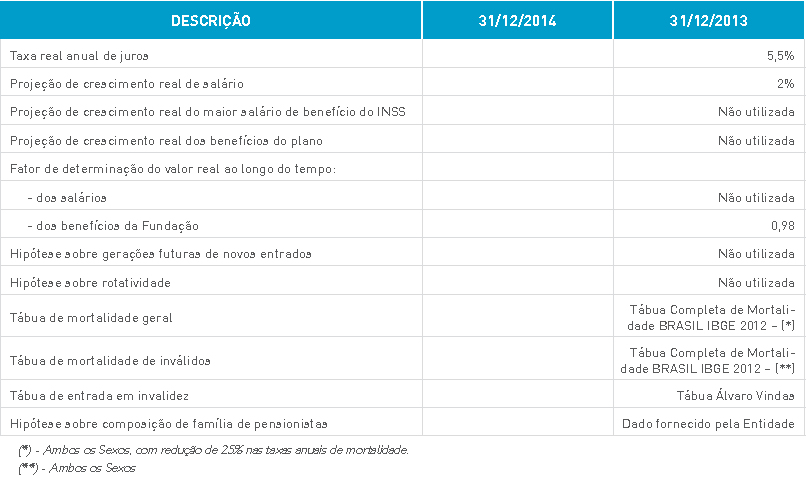 DESCRIÇÃO 31/12/2014 31/12/2013
Taxa real anual de juros 5,5%
Projeção de crescimento real de salário 2%
Projeção de crescimento real do maior salário de benefício do INSS Não utilizada
Projeção de crescimento real dos benefícios do plano Não utilizada
Fator de determinação do valor real ao longo do tempo:
- dos salários Não utilizada
- dos benefícios da Fundação 0,98
Hipótese sobre gerações futuras de novos entrados Não utilizada
Hipótese sobre rotatividade Não utilizada
Tábua de mortalidade geral Tábua Completa de Mortali-
dade BRASIL IBGE 2012 – (*)
Tábua de mortalidade de inválidos Tábua Completa de Mortali-
dade BRASIL IBGE 2012 – (**)
Tábua de entrada em invalidez Tábua Álvaro Vindas
Hipótese sobre composição de família de pensionistas Dado fornecido pela Entidade
(*) - Ambos os Sexos, com redução de 25% nas taxas anuais de mortalidade.
(**) - Ambos os Sexos